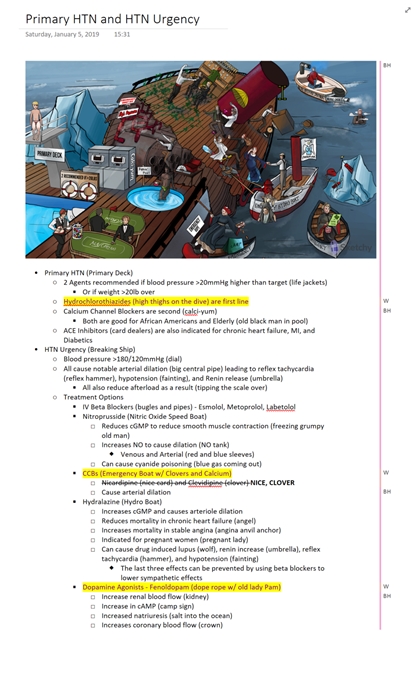 Primary HTN and HTN Urgency
Saturday, January 5, 2019 15:31
BH
PRIMARY DECK
2 RECOMMENDED IF > 20LBS
HYDRO BOAT
Primary HTN (Primary Deck)
2 Agents recommended if blood pressure >20mmHg higher than target (life jackets)
Or if weight >20lb over
Hydrochlorothiazides (high thighs on the dive) are first line
W
Calcium Channel Blockers are second (calci-yum)
BH
Both are good for African Americans and Elderly (old black man in pool)
ACE Inhibitors (card dealers) are also indicated for chronic heart failure, MI, and
Diabetics
HTN Urgency (Breaking Ship)
Blood pressure >180/120mmHg (dial)
All cause notable arterial dilation (big central pipe) leading to reflex tachycardia
(reflex hammer), hypotension (fainting), and Renin release (umbrella)
All also reduce afterload as a result (tipping the scale over)
Treatment Options
IV Beta Blockers (bugles and pipes) - Esmolol, Metoprolol, Labetolol
Nitroprusside (Nitric Oxide Speed Boat)
Reduces cGMP to reduce smooth muscle contraction (freezing grumpy
old man)
Increases NO to cause dilation (NO tank)
Venous and Arterial (red and blue sleeves)
Can cause cyanide poisoning (blue gas coming out)
CCBs (Emergency Boat w/ Clovers and Calcium)
W
Nicardipine (nice card) and Clevidipine (clover) NICE, CLOVER
Cause arterial dilation
BH
Hydralazine (Hydro Boat)
Increases cGMP and causes arteriole dilation
Reduces mortality in chronic heart failure (angel)
Increases mortality in stable angina (angina anvil anchor)
Indicated for pregnant women (pregnant lady)
Can cause drug induced lupus (wolf), renin increase (umbrella), reflex
tachycardia (hammer), and hypotension (fainting)
The last three effects can be prevented by using beta blockers to
lower sympathetic effects
Dopamine Agonists - Fenoldopam (dope rope w/ old lady Pam)
W
Increase renal blood flow (kidney)
BH
Increase in cAMP (camp sign)
Increased natriuresis (salt into the ocean)
Increases coronary blood flow (crown)